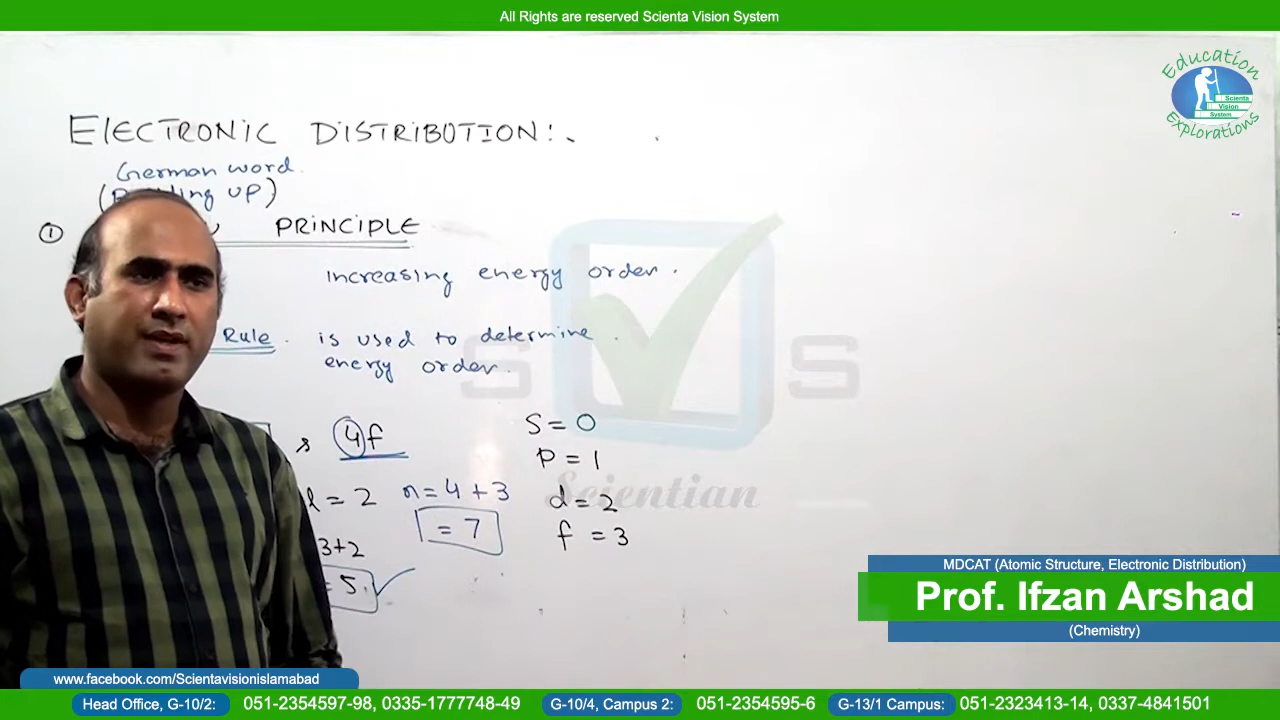 All Rights are reserved Scienta Vision System
Education
Scienta
Vision
System
Explorations
ELECTRONIC DISTRIBUTION:.
German word.
up)
① PRINCIPLE
increasing energy order.
Rule. is used to determine
energy order.
4f
S = 0
P = 1
l = 2 n=4+3
d = 2
= 7
f = 3
3+2
= 5.
S S
Scientian
MDCAT (Atomic Structure, Electronic Distribution)
Prof. Ifzan Arshad
(Chemistry)
www.facebook.com/Scientavisionislamabad
Head Office, G-10/2: 051-2354597-98, 0335-1777748-49 G-10/4, Campus 2: 051-2354595-6 G-13/1 Campus: 051-2323413-14, 0337-4841501